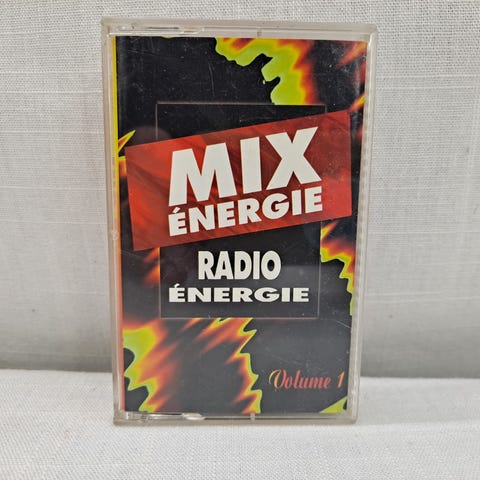 MIX
ÉNERGIE
RADIO
ÉNERGIE
Volume 1